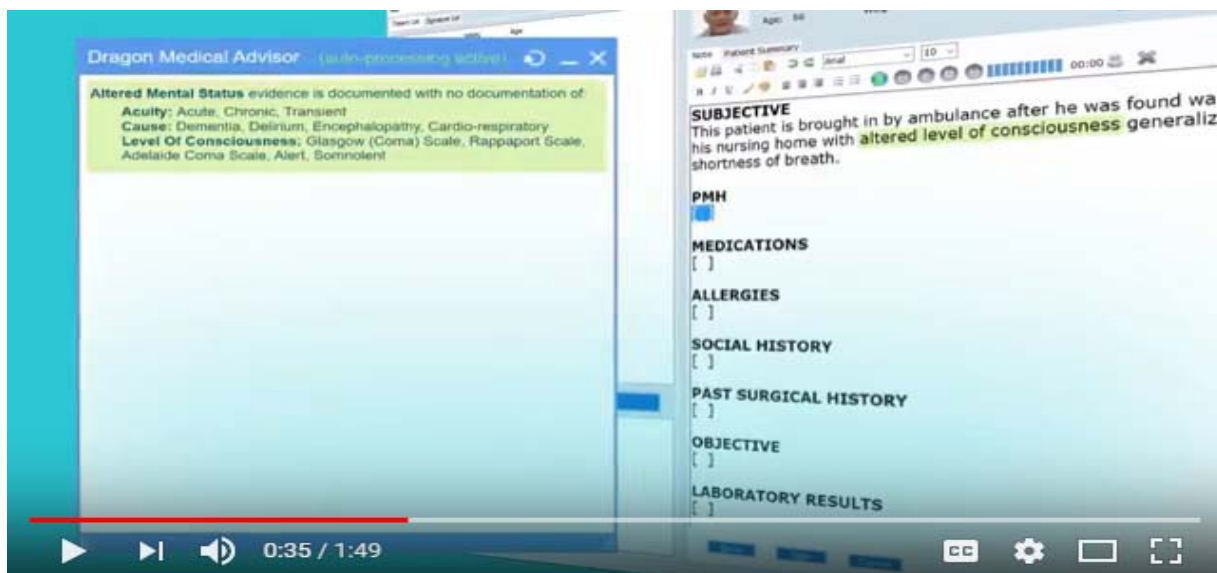 Dragon Medical Advisor (auto-processing active)
Altered Mental Status evidence is documented with no documentation of:
Acuity: Acute, Chronic, Transient
Cause: Dementia, Delirium, Encephalopathy, Cardio-respiratory
Level Of Consciousness: Glasgow (Coma) Scale, Rappaport Scale,
Adelaide Coma Scale, Alert, Somnolent
Age:
Note Patient Summary
Arial 10
B I U
00:00
SUBJECTIVE
This patient is brought in by ambulance after he was found wa
his nursing home with altered level of consciousness generaliz
shortness of breath.
PMH
[ ]
MEDICATIONS
[ ]
ALLERGIES
[ ]
SOCIAL HISTORY
[ ]
PAST SURGICAL HISTORY
[ ]
OBJECTIVE
[ ]
LABORATORY RESULTS
[ ]
0:35 / 1:49
CC